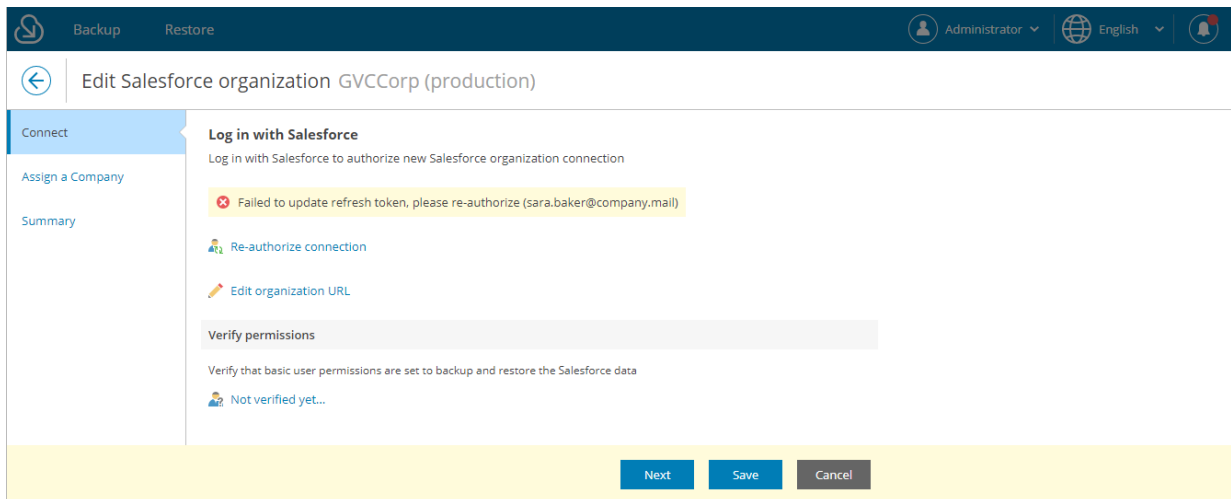 Backup Restore Administrator English
Edit Salesforce organization GVCCorp (production)
Connect
Assign a Company
Summary
Log in with Salesforce
Log in with Salesforce to authorize new Salesforce organization connection
Failed to update refresh token, please re-authorize (sara.baker@company.mail)
Re-authorize connection
Edit organization URL
Verify permissions
Verify that basic user permissions are set to backup and restore the Salesforce data
Not verified yet...
Next Save Cancel